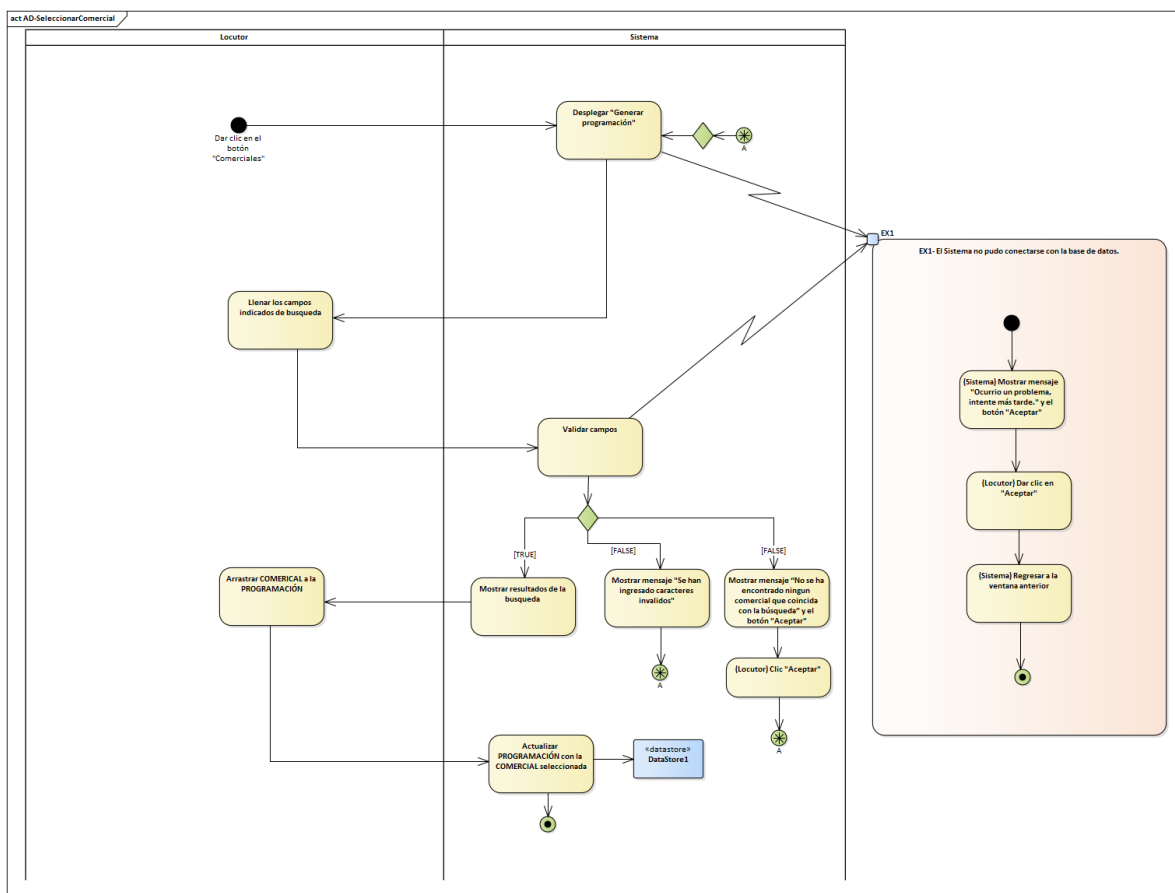 act AD-SeleccionarComercial
Locutor
Sistema
Dar clic en el
botón
"Comerciales"
Desplegar "Generar
programación"
A
EX1
EX1- El Sistema no pudo conectarse con la base de datos.
Llenar los campos
indicados de busqueda
(Sistema) Mostrar mensaje
"Ocurrio un problema,
intente más tarde." y el
botón "Aceptar"
Validar campos
(Locutor) Dar clic en
"Aceptar"
[TRUE]
[FALSE]
[FALSE]
Arrastrar COMERICAL a la
PROGRAMACIÓN
Mostrar resultados de la
busqueda
Mostrar mensaje "Se han
ingresado caracteres
invalidos"
Mostrar mensaje “No se ha
encontrado ningun
comercial que coincida
con la búsqueda” y el
botón "Aceptar"
(Sistema) Regresar a la
ventana anterior
A
(Locutor) Clic "Aceptar"
A
Actualizar
PROGRAMACIÓN con la
COMERCIAL seleccionada
«datastore»
DataStore1